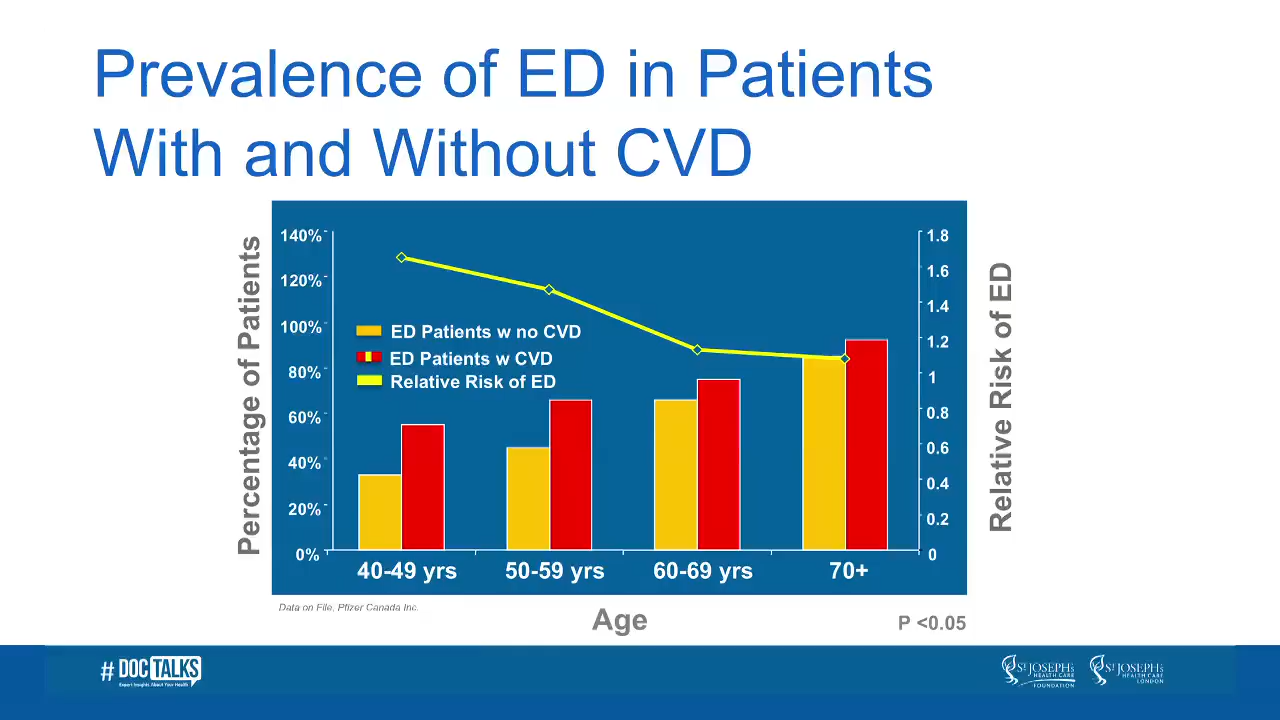 Prevalence of ED in Patients
With and Without CVD
Percentage of Patients
140%
120%
100%
80%
60%
40%
20%
0%
ED Patients w no CVD
ED Patients w CVD
Relative Risk of ED
1.8
1.6
1.4
1.2
1
0.8
0.6
0.4
0.2
0
Relative Risk of ED
40-49 yrs
50-59 yrs
60-69 yrs
70+
Data on File, Pfizer Canada Inc.
Age
P <0.05
# DOCTALKS
Expert Insights About Your Health
ST JOSEPH'S
HEALTH CARE
FOUNDATION
ST JOSEPH'S
HEALTH CARE
LONDON